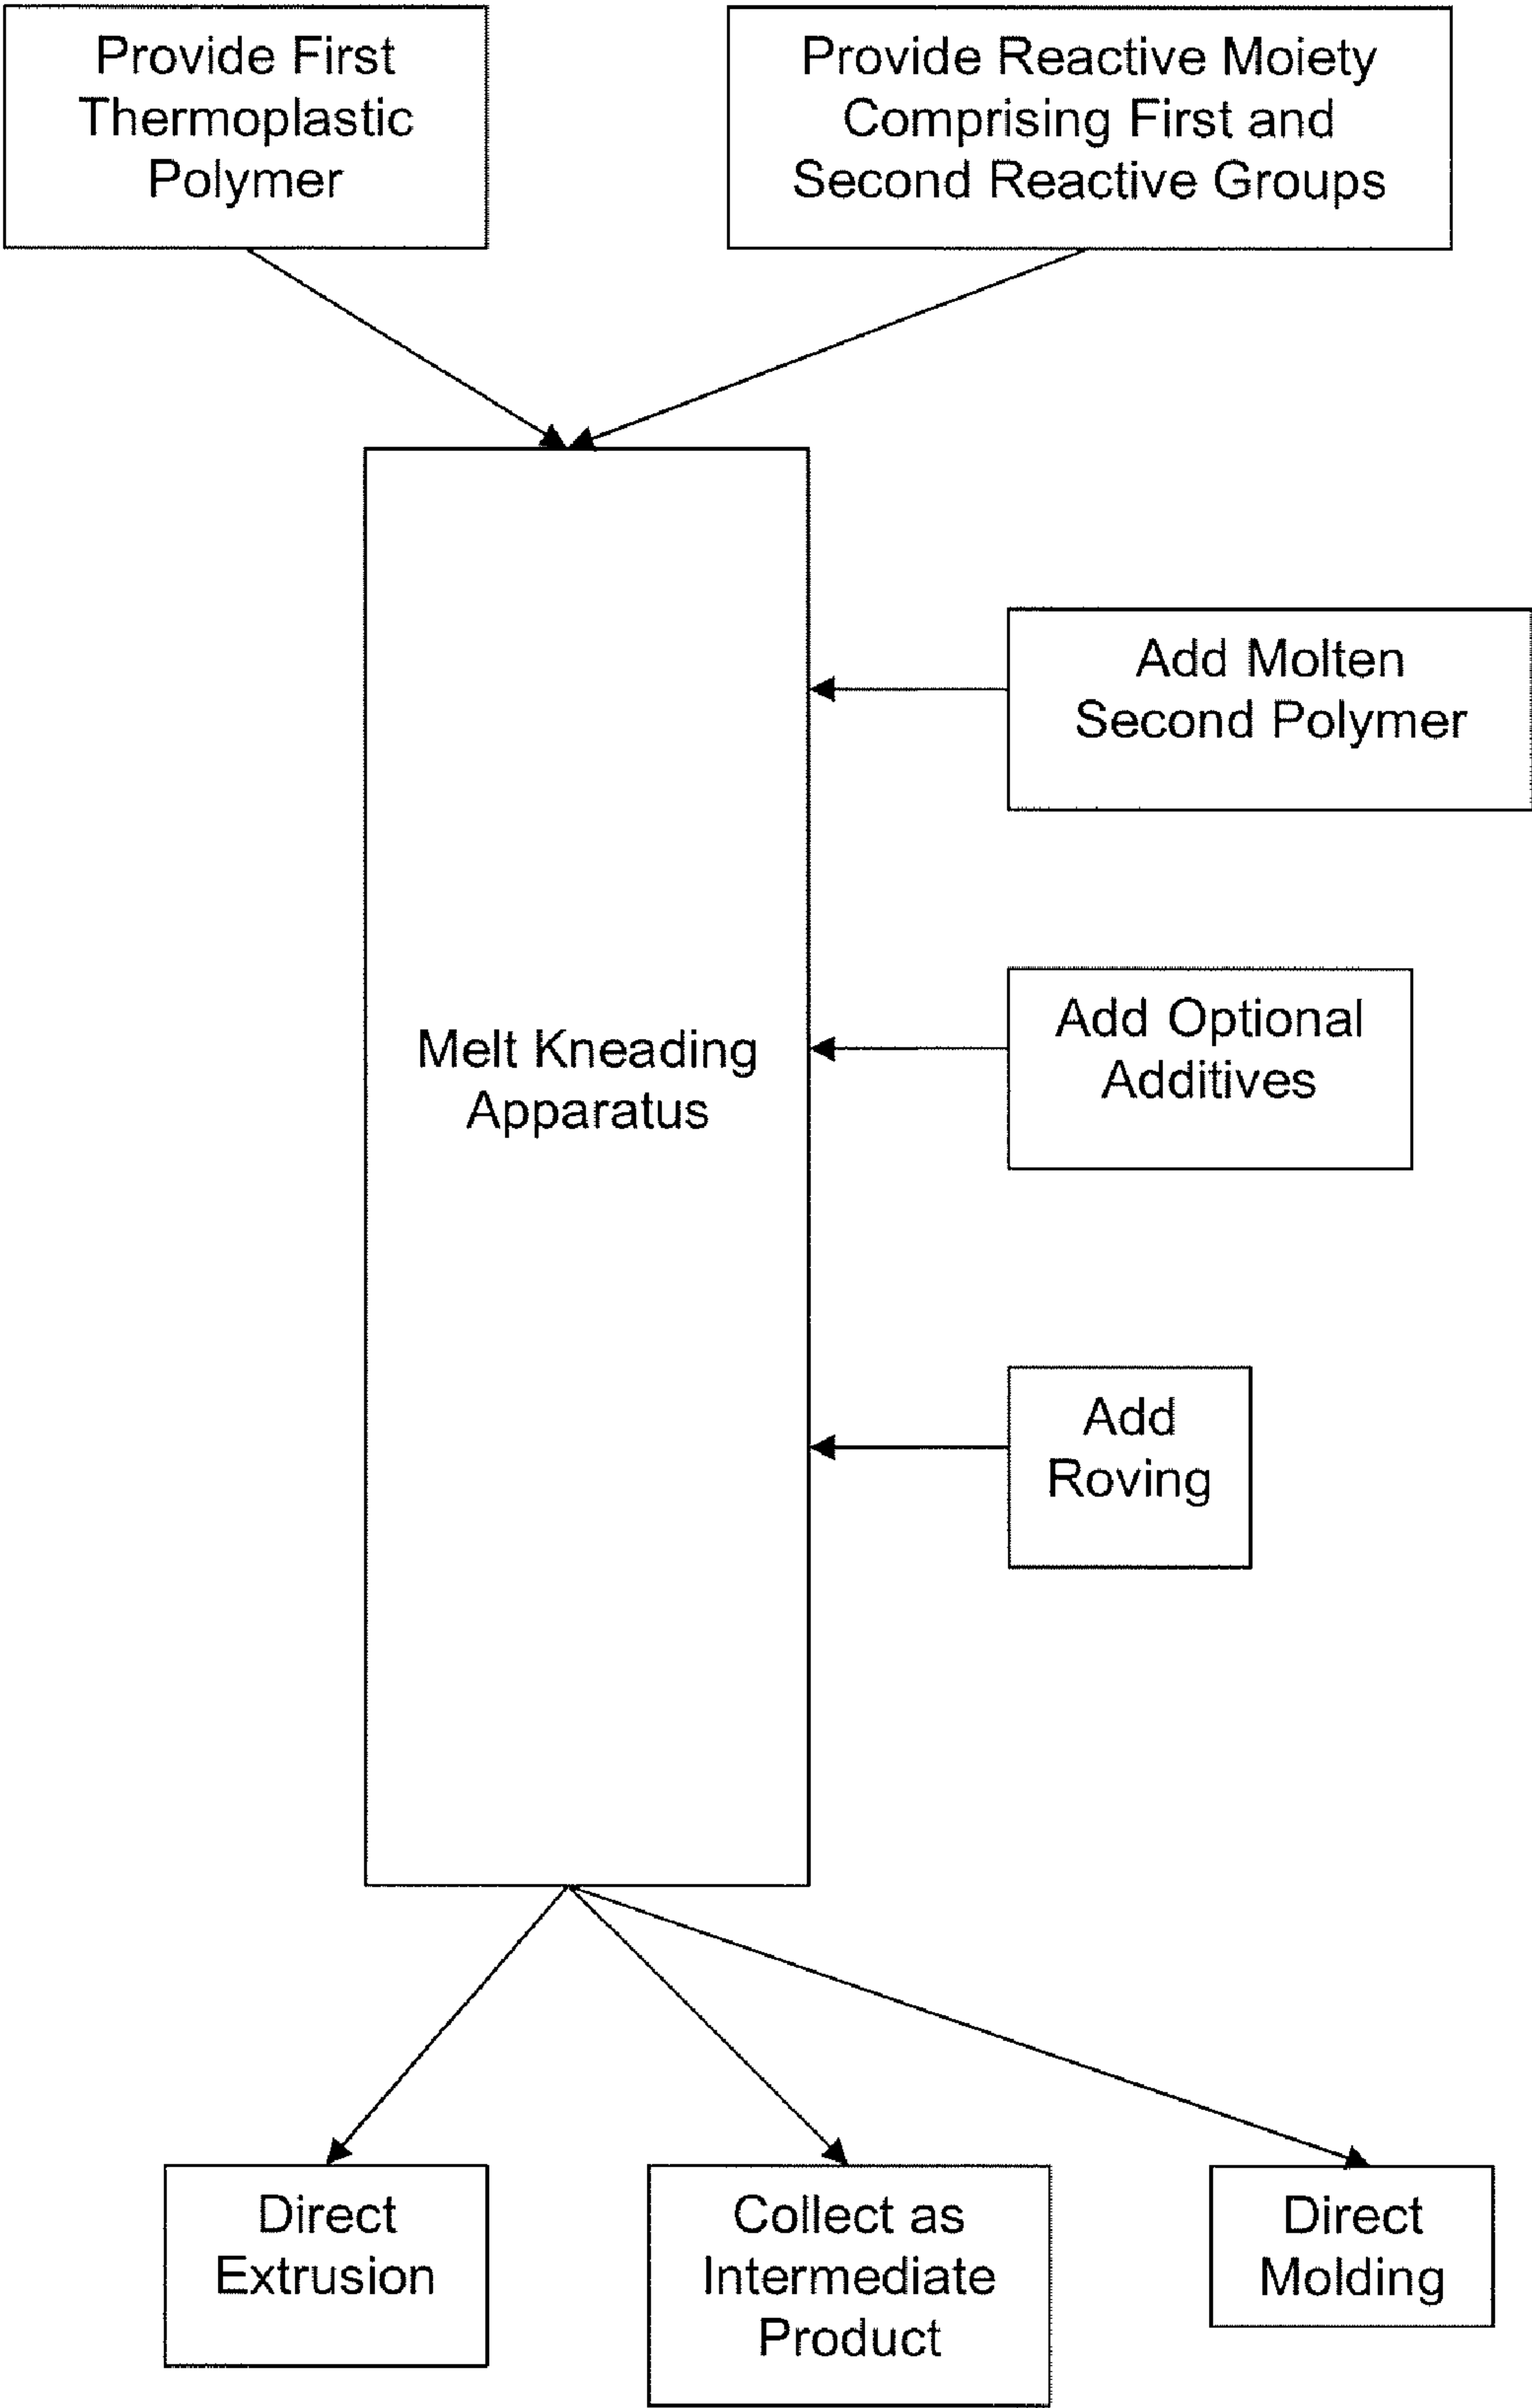 Provide First
Thermoplastic
Polymer
Provide Reactive Moiety
Comprising First and
Second Reactive Groups
Add Molten
Second Polymer
Melt Kneading
Apparatus
Add Optional
Additives
Add
Roving
Direct
Extrusion
Collect as
Intermediate
Product
Direct
Molding